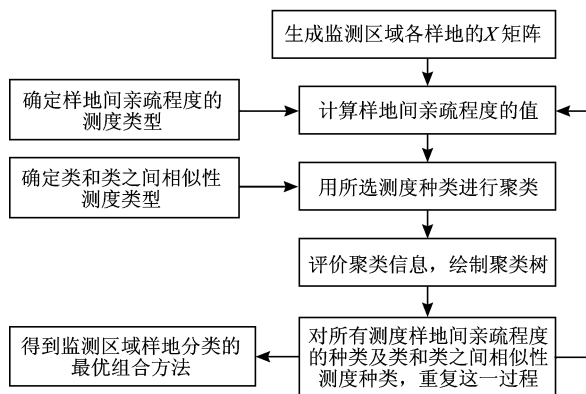 生成监测区域各样地的X矩阵
确定样地间亲疏程度的
测度类型
计算样地间亲疏程度的值
确定类和类之间相似性
测度类型
用所选测度种类进行聚类
评价聚类信息，绘制聚类树
得到监测区域样地分类的
最优组合方法
对所有测度样地间亲疏程度
的种类及类和类之间相似性
测度种类，重复这一过程